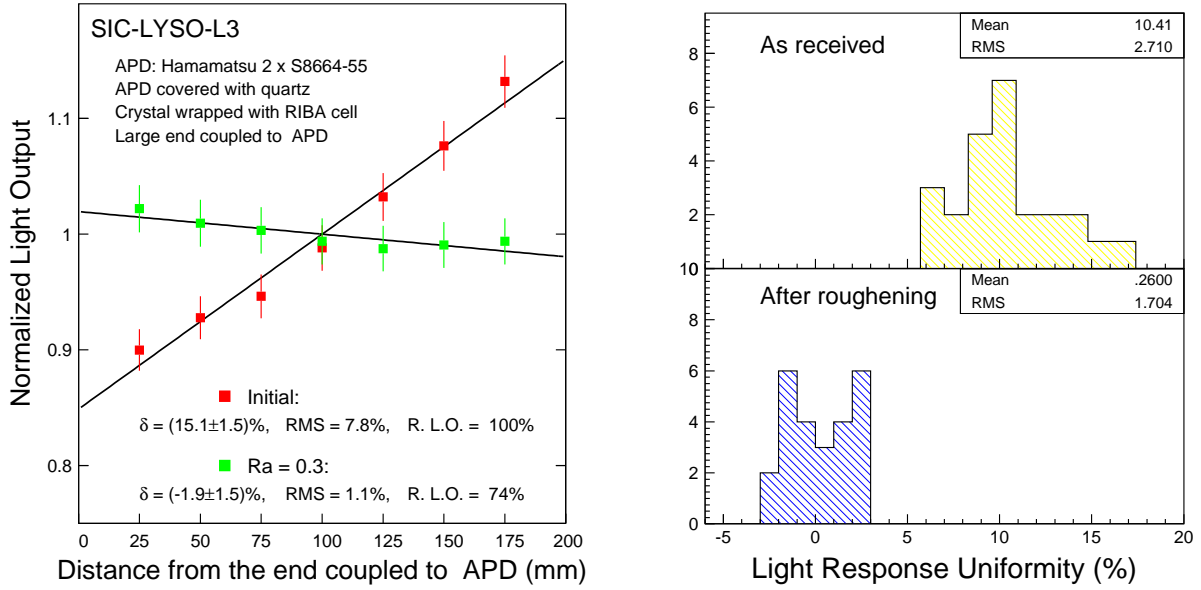 SIC-LYSO-L3
APD: Hamamatsu 2 x S8664-55
APD covered with quartz
Crystal wrapped with RIBA cell
Large end coupled to APD
Normalized Light Output
1.1
1
0.9
0.8
Initial:
δ = (15.1±1.5)%, RMS = 7.8%, R. L.O. = 100%
Ra = 0.3:
δ = (-1.9±1.5)%, RMS = 1.1%, R. L.O. = 74%
0 25 50 75 100 125 150 175 200
Distance from the end coupled to APD (mm)
As received
Mean 10.41
RMS 2.710
8
6
4
2
10
After roughening
Mean .2600
RMS 1.704
8
6
4
2
0
-5 0 5 10 15 20
Light Response Uniformity (%)